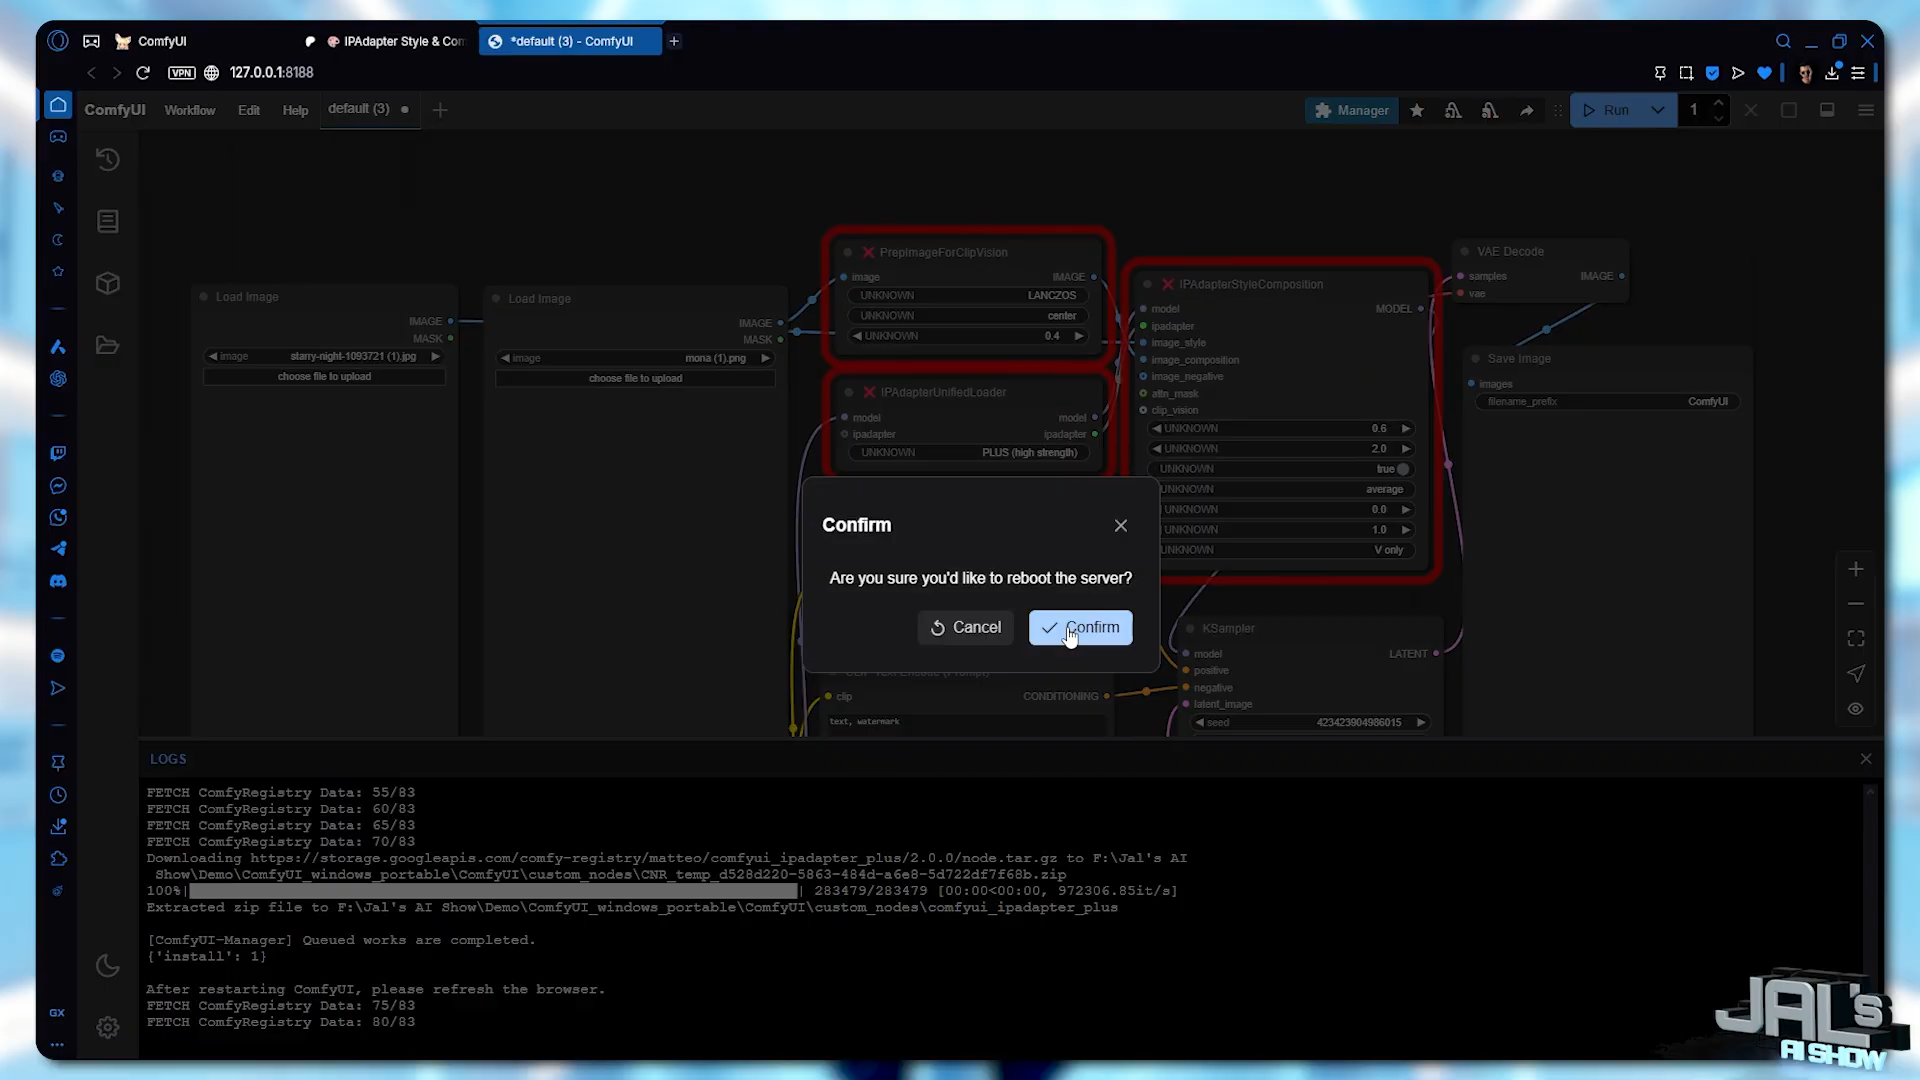 ComfyUI
IPAdapter Style & Com
*default (3) - ComfyUI
VPN
127.0.0.1:8188
ComfyUI
Workflow
Edit
Help
default (3)
Manager
Run
1
PrepImageForClipVision
image
IMAGE
UNKNOWN
LANCZOS
UNKNOWN
center
UNKNOWN
0.4
Load Image
IMAGE
MASK
image
starry-night-1093721 (1).jpg
choose file to upload
Load Image
IMAGE
MASK
image
mona (1).png
choose file to upload
IPAdapterUnifiedLoader
model
model
ipadapter
ipadapter
UNKNOWN
PLUS (high strength)
IPAdapterStyleComposition
model
MODEL
ipadapter
image_style
image_composition
image_negative
attn_mask
clip_vision
UNKNOWN
0.6
UNKNOWN
2.0
UNKNOWN
true
UNKNOWN
average
UNKNOWN
0.0
UNKNOWN
1.0
UNKNOWN
V only
VAE Decode
samples
IMAGE
vae
Save Image
images
filename_prefix
ComfyUI
Confirm
Are you sure you'd like to reboot the server?
Cancel
Confirm
clip
CONDITIONING
text, watermark
KSampler
model
LATENT
positive
negative
latent_image
seed
423423904986015
LOGS
FETCH ComfyRegistry Data: 55/83
FETCH ComfyRegistry Data: 60/83
FETCH ComfyRegistry Data: 65/83
FETCH ComfyRegistry Data: 70/83
Downloading https://storage.googleapis.com/comfy-registry/matteo/comfyui_ipadapter_plus/2.0.0/node.tar.gz to F:\Jal's AI
Show\Demo\ComfyUI_windows_portable\ComfyUI\custom_nodes\CNR_temp_d528d220-5863-484d-a6e8-5d722df7f68b.zip
100%| | 283479/283479 [00:00<00:00, 972306.85it/s]
Extracted zip file to F:\Jal's AI Show\Demo\ComfyUI_windows_portable\ComfyUI\custom_nodes\comfyui_ipadapter_plus
[ComfyUI-Manager] Queued works are completed.
{'install': 1}
After restarting ComfyUI, please refresh the browser.
FETCH ComfyRegistry Data: 75/83
FETCH ComfyRegistry Data: 80/83
GX
JAL's
AI SHOW